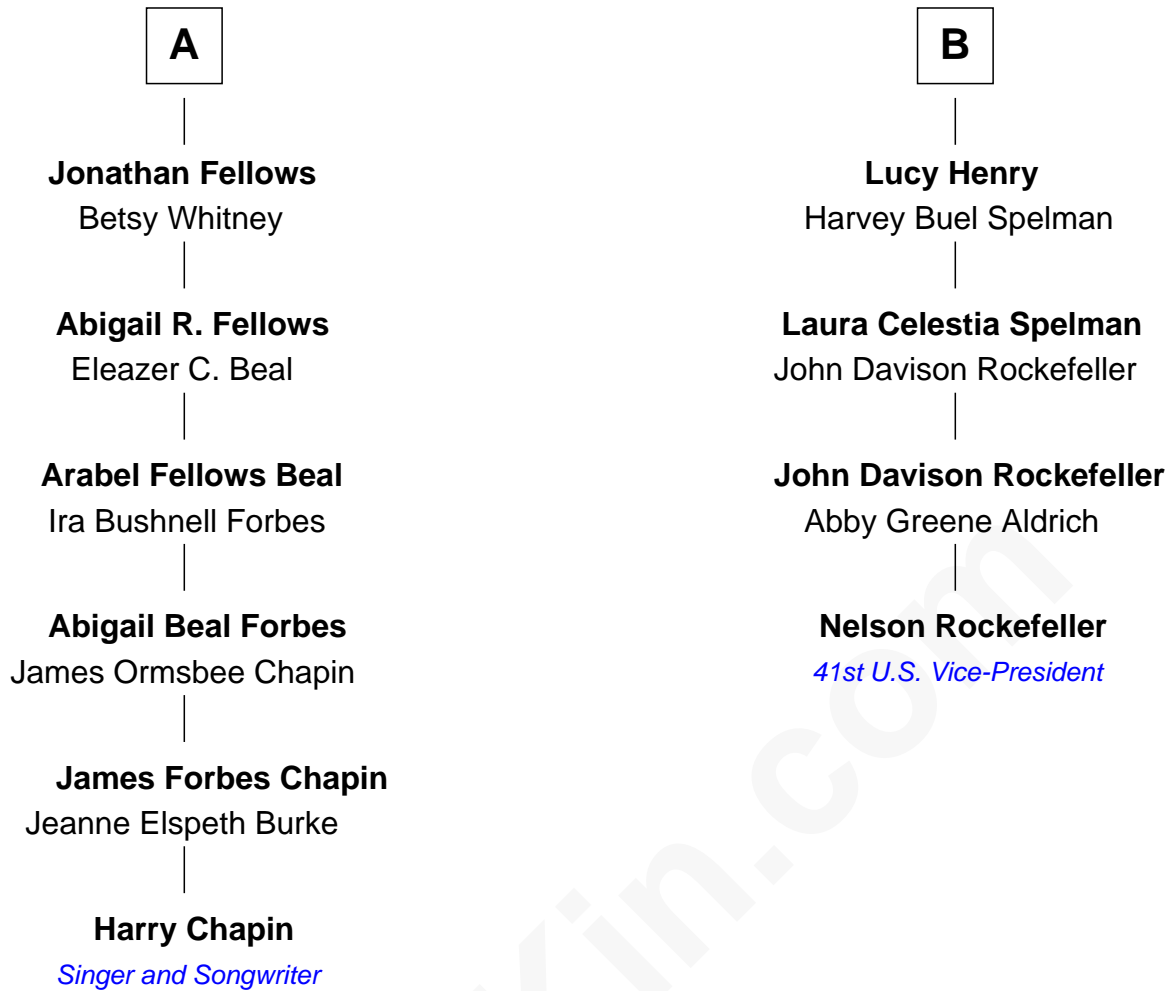 A
Jonathan Fellows
Betsy Whitney
Abigail R. Fellows
Eleazer C. Beal
Arabel Fellows Beal
Ira Bushnell Forbes
Abigail Beal Forbes
James Ormsbee Chapin
James Forbes Chapin
Jeanne Elspeth Burke
Harry Chapin
Singer and Songwriter
B
Lucy Henry
Harvey Buel Spelman
Laura Celestia Spelman
John Davison Rockefeller
John Davison Rockefeller
Abby Greene Aldrich
Nelson Rockefeller
41st U.S. Vice-President
Kin.com